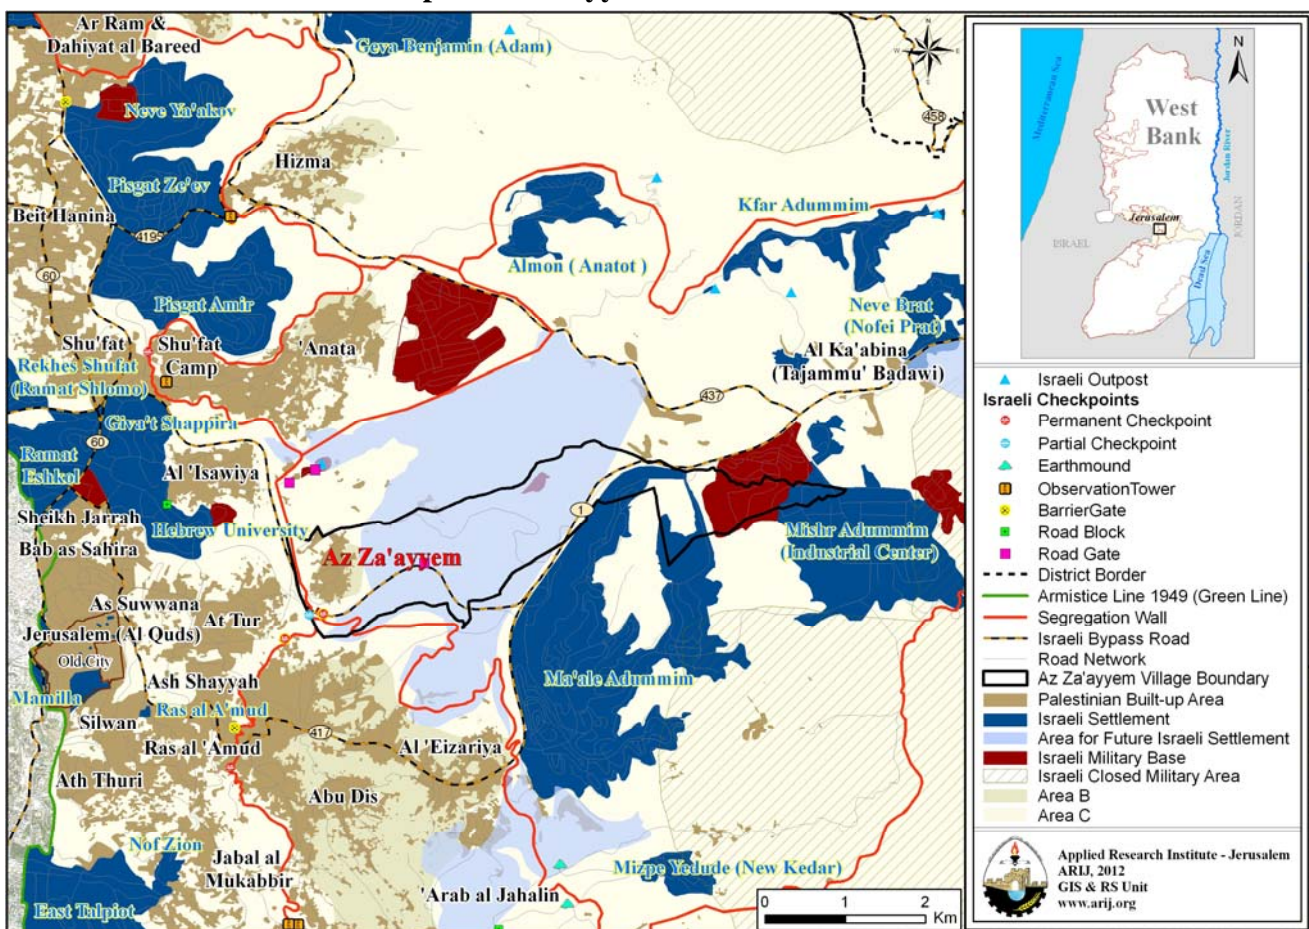 Ar Ram &
Dahiyat al Bareed
Geva Benjamin (Adam)
Neve Ya'akov
458
Hizma
Pisgat Ze'ev
Beit Hanina
4195
Kfar Adummim
60
Almon ( Anatot )
Pisgat Amir
Neve Brat
(Nofei Prat)
Shu'fat
Shu'fat
Camp
'Anata
Al Ka'abina
(Tajammu' Badawi)
Rekhes Shufat
(Ramat Shlomo)
437
Giva't Shappira
60
Ramat
Eshkol
Al 'Isawiya
1
Sheikh Jarrah
Hebrew University
Mishr Adummim
(Industrial Center)
Bab as Sahira
Az Za'ayyem
As Suwwana
At Tur
Jerusalem (Al Quds)
Old City
Ash Shayyah
Ma'ale Adummim
Mamilla
Ras al A'mud
Silwan
417
Ras al 'Amud
Al 'Eizariya
Ath Thuri
Abu Dis
Nof Zion
Jabal al
Mukabbir
Mizpe Yedude (New Kedar)
'Arab al Jahalin
East Talpiot
0 1 2
Km
N
W E
S
N
Mediterranean Sea
West
Bank
Jordan River
Jerusalem
ISRAEL
JORDAN
Dead Sea
Israeli Outpost
Israeli Checkpoints
Permanent Checkpoint
Partial Checkpoint
Earthmound
ObservationTower
BarrierGate
Road Block
Road Gate
District Border
Armistice Line 1949 (Green Line)
Segregation Wall
Israeli Bypass Road
Road Network
Az Za'ayyem Village Boundary
Palestinian Built-up Area
Israeli Settlement
Area for Future Israeli Settlement
Israeli Military Base
Israeli Closed Military Area
Area B
Area C
Applied Research Institute - Jerusalem
ARIJ, 2012
GIS & RS Unit
www.arij.org